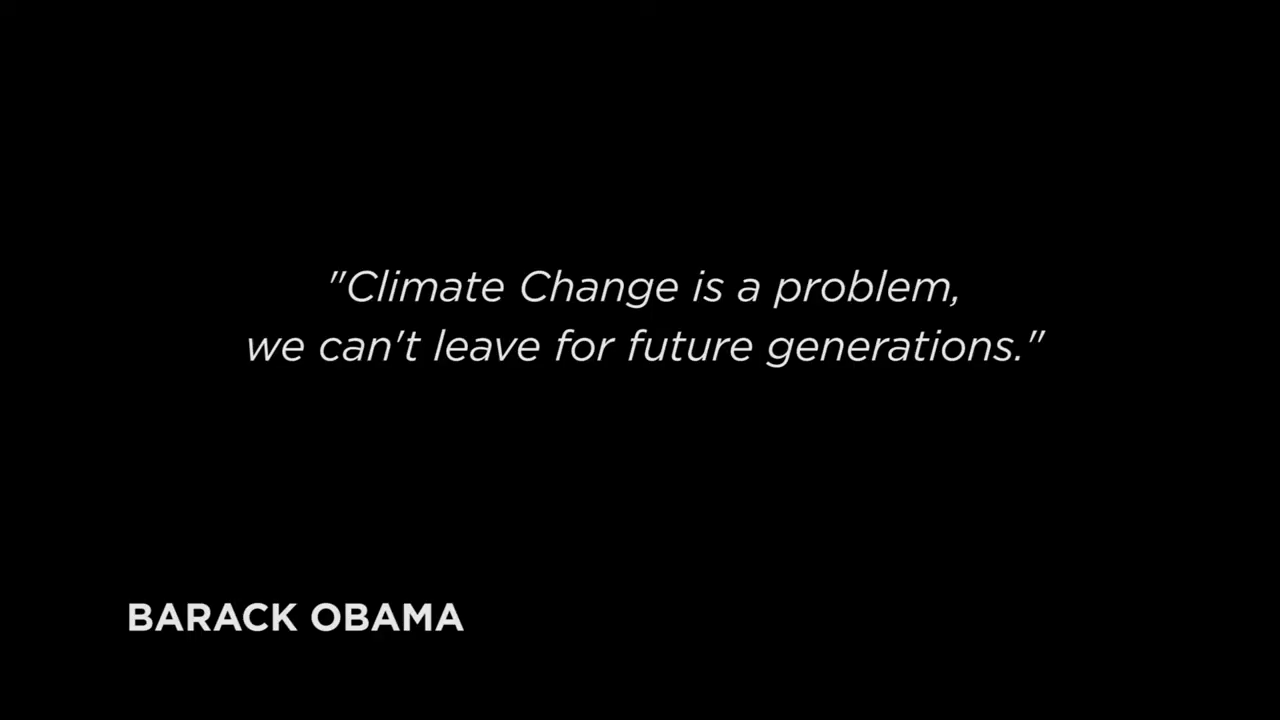 "Climate Change is a problem,
we can't leave for future generations."
BARACK OBAMA